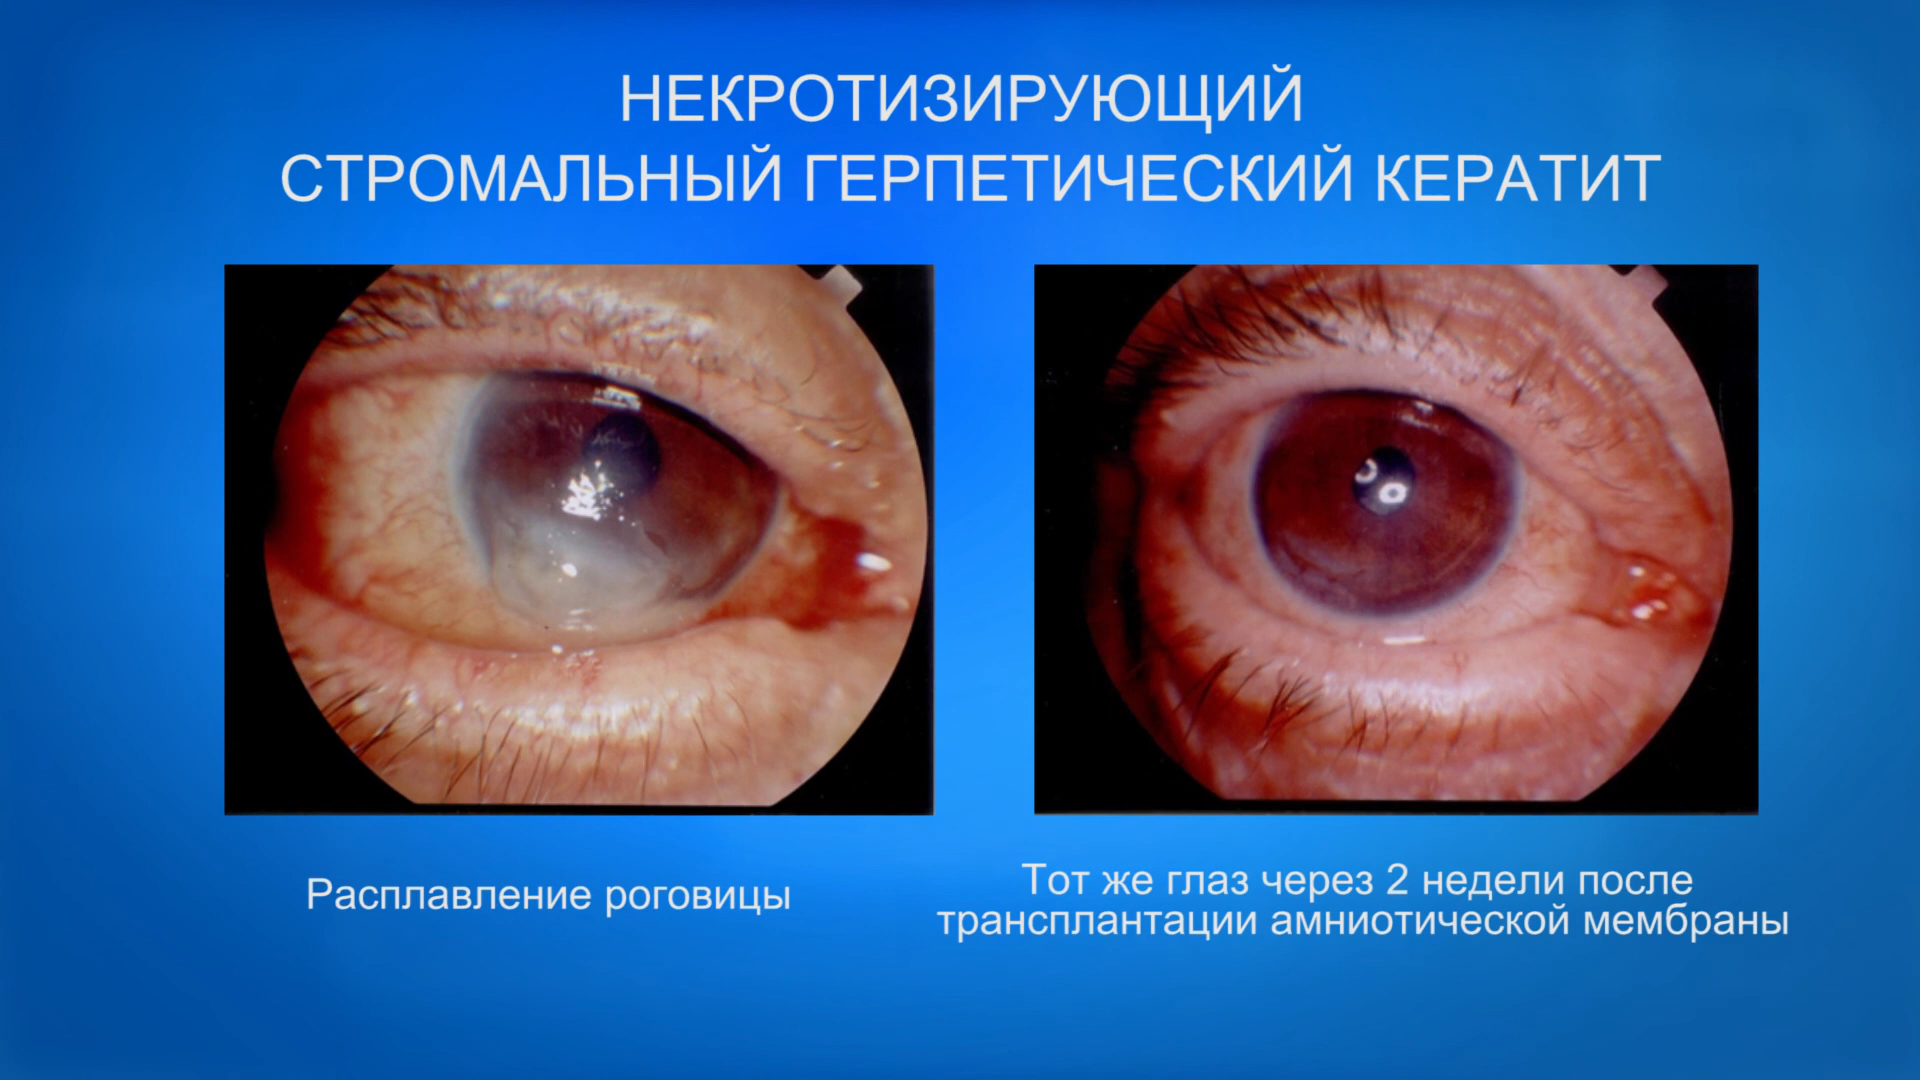 НЕКРОТИЗИРУЮЩИЙ
СТРОМАЛЬНЫЙ ГЕРПЕТИЧЕСКИЙ КЕРАТИТ
Расплавление роговицы
Тот же глаз через 2 недели после
трансплантации амниотической мембраны